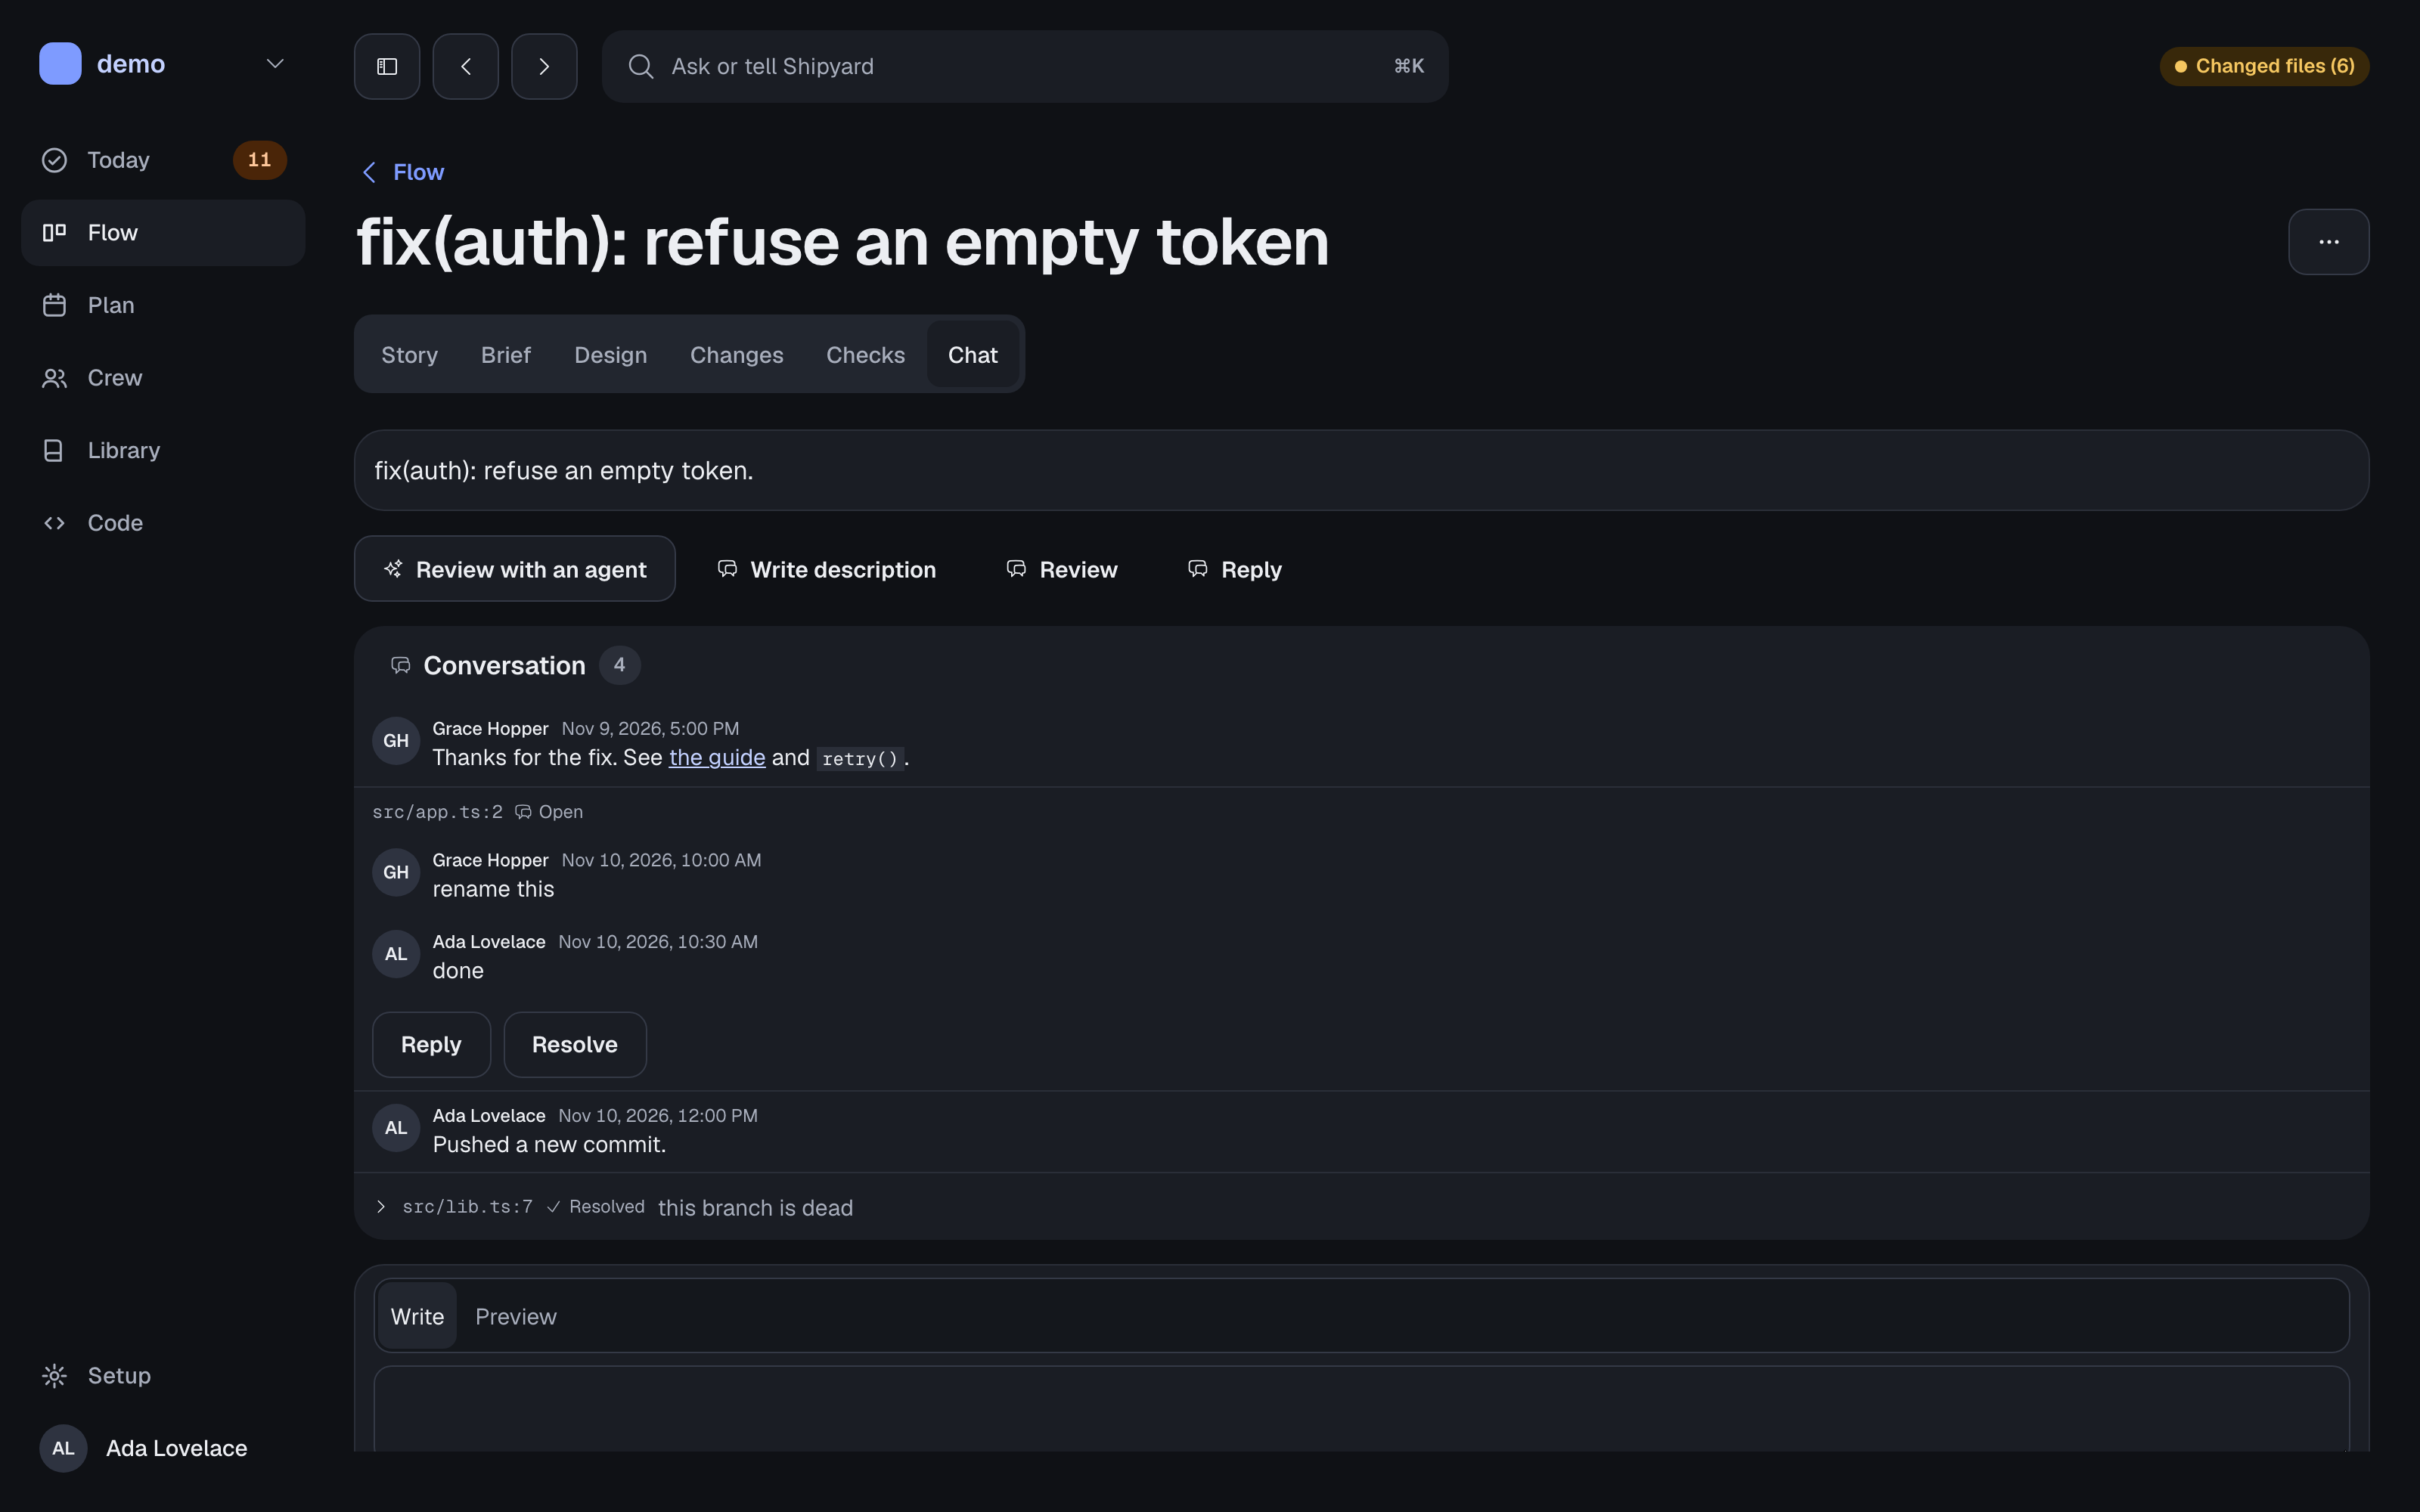 demo
Ask or tell Shipyard
⌘K
Changed files (6)
Today
11
Flow
Plan
Crew
Library
Code
Flow
fix(auth): refuse an empty token
Story
Brief
Design
Changes
Checks
Chat
fix(auth): refuse an empty token.
Review with an agent
Write description
Review
Reply
Conversation 4
GH
Grace Hopper Nov 9, 2026, 5:00 PM
Thanks for the fix. See the guide and retry().
src/app.ts:2 Open
GH
Grace Hopper Nov 10, 2026, 10:00 AM
rename this
AL
Ada Lovelace Nov 10, 2026, 10:30 AM
done
Reply
Resolve
AL
Ada Lovelace Nov 10, 2026, 12:00 PM
Pushed a new commit.
src/lib.ts:7 Resolved this branch is dead
Write
Preview
Setup
AL
Ada Lovelace